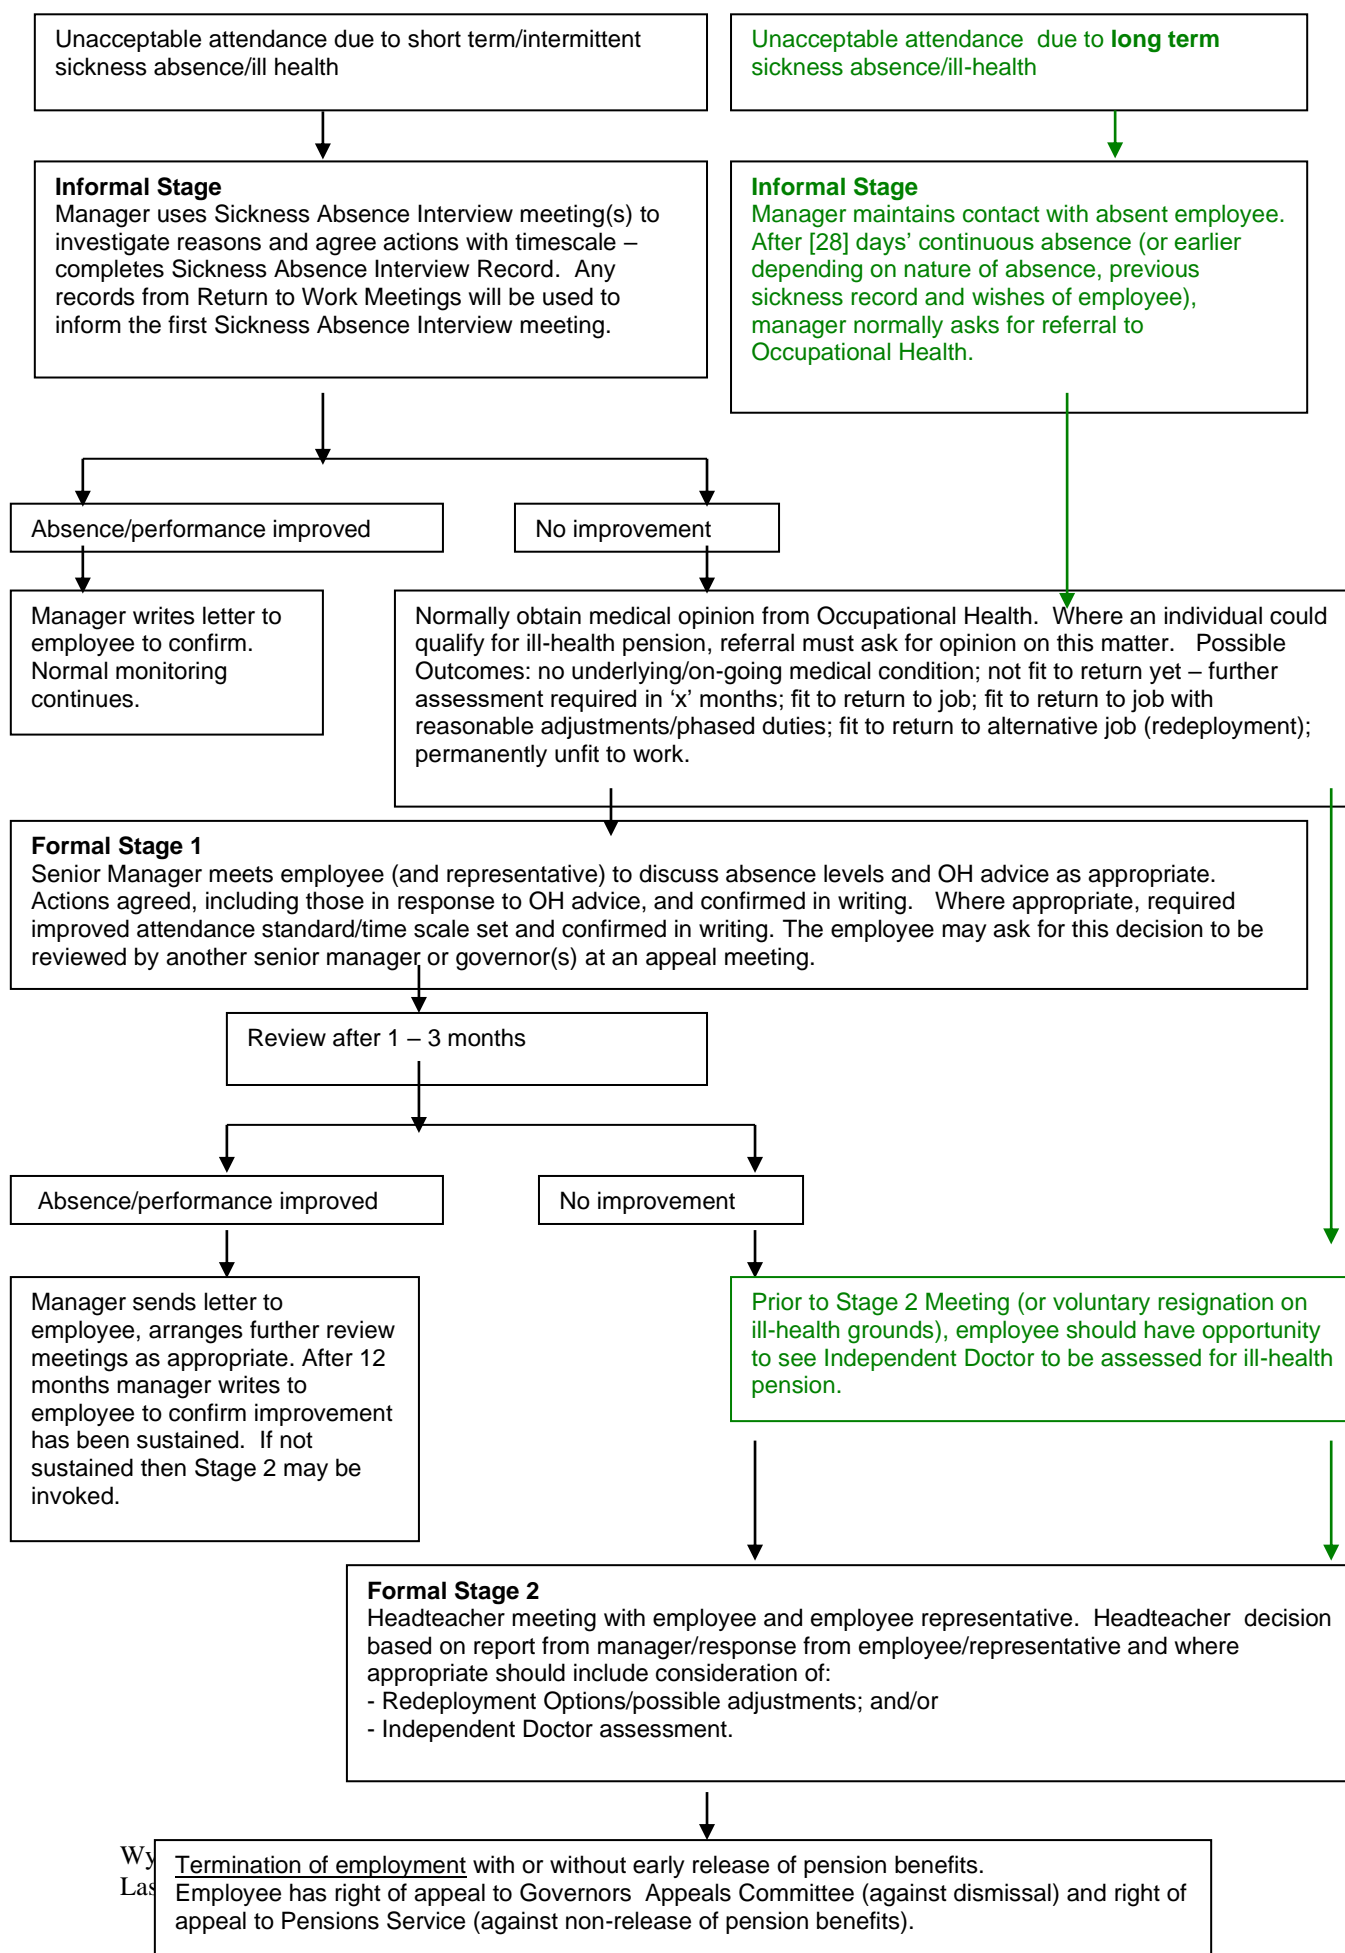 Unacceptable attendance due to short term/intermittent
sickness absence/ill health
Unacceptable attendance  due to long term
sickness absence/ill-health
Informal Stage
Manager uses Sickness Absence Interview meeting(s) to
investigate reasons and agree actions with timescale –
completes Sickness Absence Interview Record.  Any
records from Return to Work Meetings will be used to
inform the first Sickness Absence Interview meeting.
Informal Stage
Manager maintains contact with absent employee.
After [28] days’ continuous absence (or earlier
depending on nature of absence, previous
sickness record and wishes of employee),
manager normally asks for referral to
Occupational Health.
Absence/performance improved
No improvement
Manager writes letter to
employee to confirm.
Normal monitoring
continues.
Normally obtain medical opinion from Occupational Health.  Where an individual could
qualify for ill-health pension, referral must ask for opinion on this matter.   Possible
Outcomes: no underlying/on-going medical condition; not fit to return yet – further
assessment required in ‘x’ months; fit to return to job; fit to return to job with
reasonable adjustments/phased duties; fit to return to alternative job (redeployment);
permanently unfit to work.
Formal Stage 1
Senior Manager meets employee (and representative) to discuss absence levels and OH advice as appropriate.
Actions agreed, including those in response to OH advice, and confirmed in writing.   Where appropriate, required
improved attendance standard/time scale set and confirmed in writing. The employee may ask for this decision to be
reviewed by another senior manager or governor(s) at an appeal meeting.
Review after 1 – 3 months
Absence/performance improved
No improvement
Manager sends letter to
employee, arranges further review
meetings as appropriate. After 12
months manager writes to
employee to confirm improvement
has been sustained.  If not
sustained then Stage 2 may be
invoked.
Prior to Stage 2 Meeting (or voluntary resignation on
ill-health grounds), employee should have opportunity
to see Independent Doctor to be assessed for ill-health
pension.
Formal Stage 2
Headteacher meeting with employee and employee representative.  Headteacher  decision
based on report from manager/response from employee/representative and where
appropriate should include consideration of:
- Redeployment Options/possible adjustments; and/or
- Independent Doctor assessment.
Termination of employment with or without early release of pension benefits.
Employee has right of appeal to Governors  Appeals Committee (against dismissal) and right of
appeal to Pensions Service (against non-release of pension benefits).